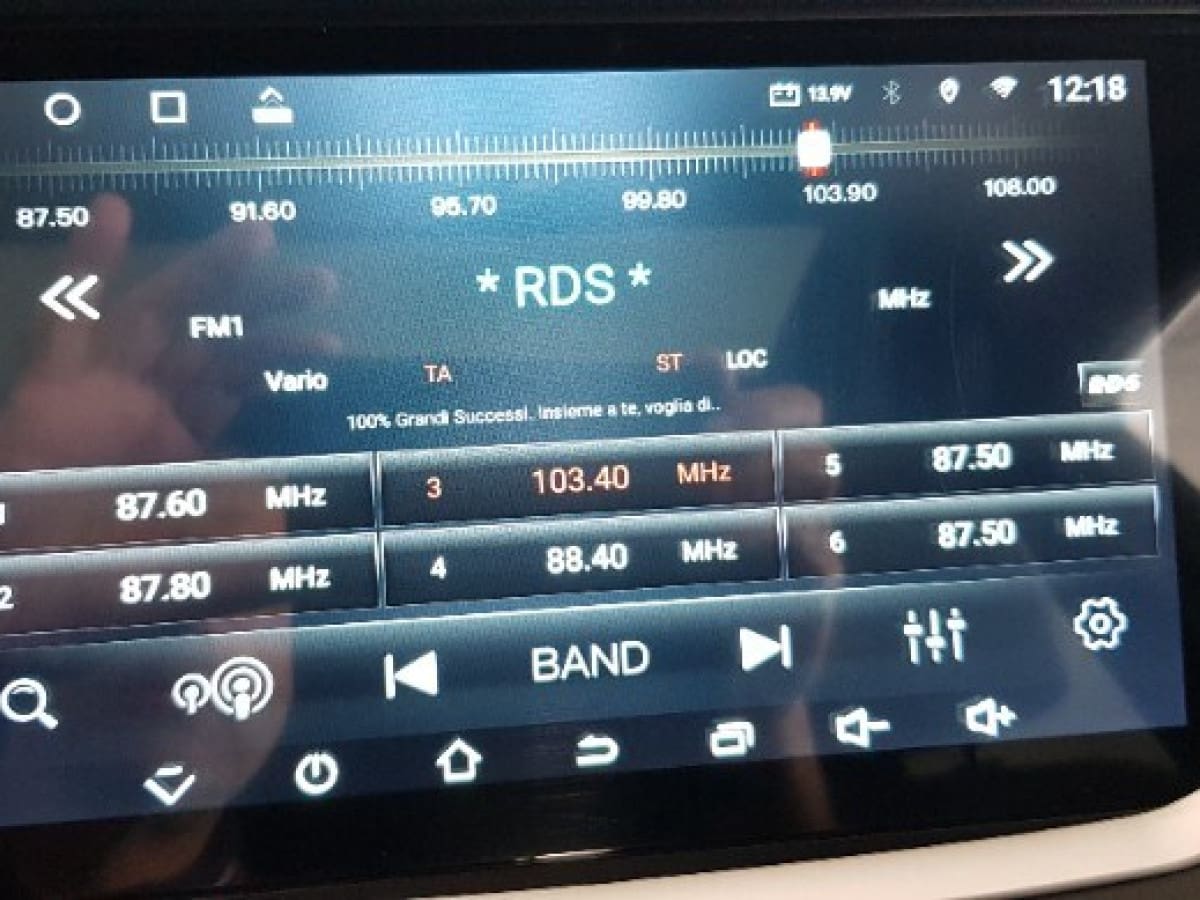 13.9V 12:18
87.50 91.60 95.70 99.80 103.90 108.00
* RDS *
FM1 MHz
Vario TA ST LOC
RDS
100% Grandi Successi. Insieme a te, voglia di..
1 87.60 MHz 3 103.40 MHz 5 87.50 MHz
2 87.80 MHz 4 88.40 MHz 6 87.50 MHz
BAND